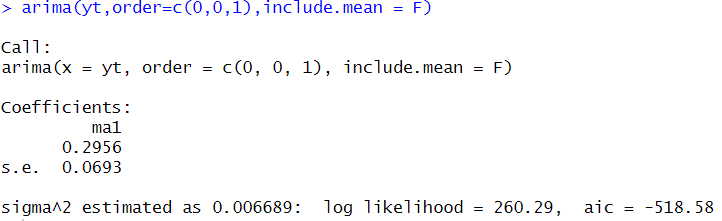 > arima(yt,order=c(0,0,1),include.mean = F)
Call:
arima(x = yt, order = c(0, 0, 1), include.mean = F)
Coefficients:
ma1
0.2956
s.e. 0.0693
sigma^2 estimated as 0.006689: log likelihood = 260.29, aic = -518.58